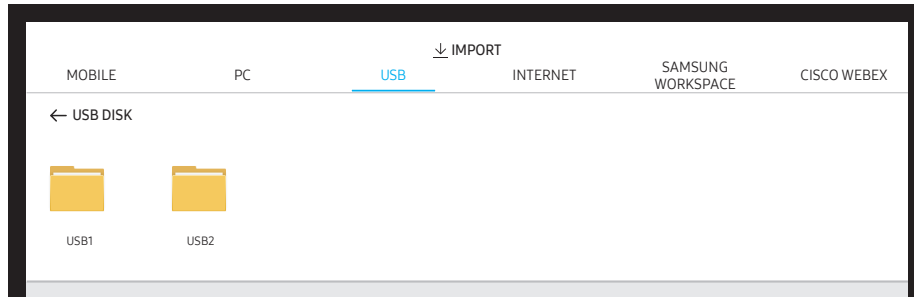 IMPORT
MOBILE PC USB INTERNET SAMSUNG WORKSPACE CISCO WEBEX
USB DISK
USB1 USB2